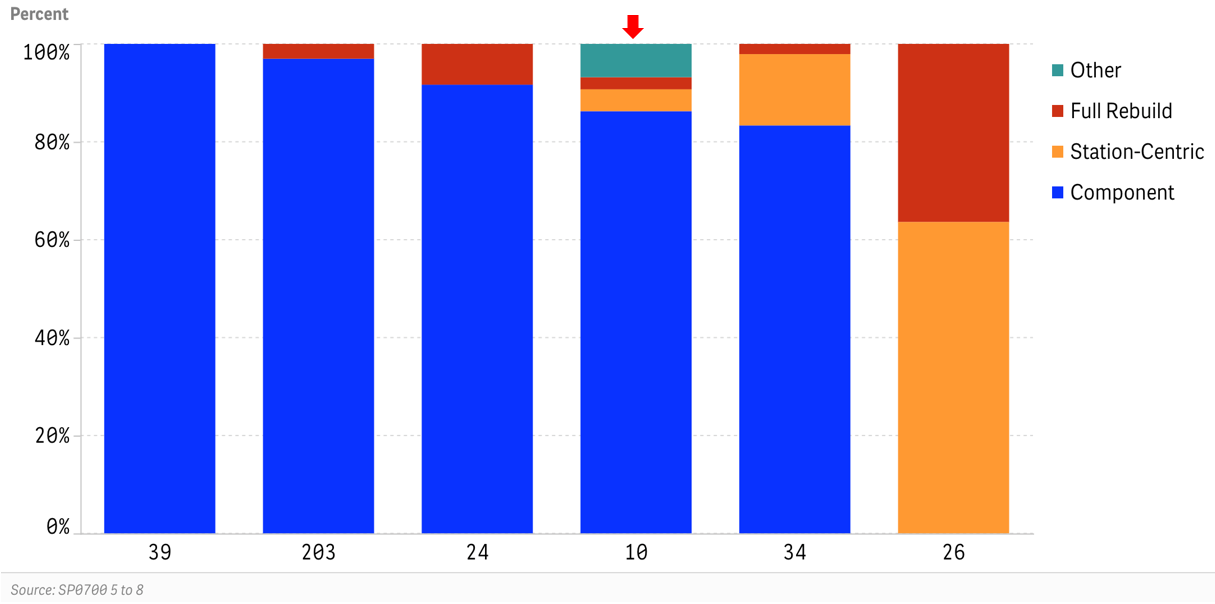 Percent
100%
80%
60%
40%
20%
0%
39 203 24 10 34 26
Other
Full Rebuild
Station-Centric
Component
Source: SP0700 5 to 8